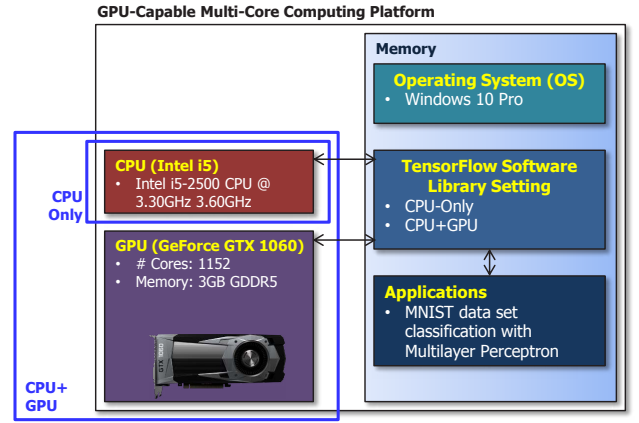 GPU-Capable Multi-Core Computing Platform
Memory
Operating System (OS)
• Windows 10 Pro
CPU (Intel i5)
• Intel i5-2500 CPU @
3.30GHz 3.60GHz
CPU
Only
TensorFlow Software
Library Setting
• CPU-Only
• CPU+GPU
GPU (GeForce GTX 1060)
• # Cores: 1152
• Memory: 3GB GDDR5
GTX 1060
Applications
• MNIST data set
classification with
Multilayer Perceptron
CPU+
GPU